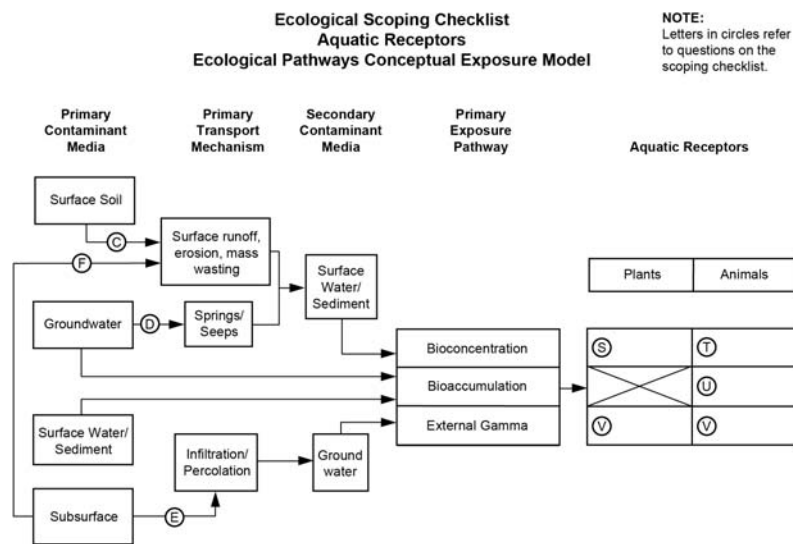 Ecological Scoping Checklist
Aquatic Receptors
Ecological Pathways Conceptual Exposure Model
NOTE:
Letters in circles refer
to questions on the
scoping checklist.
Primary
Contaminant
Media
Primary
Transport
Mechanism
Secondary
Contaminant
Media
Primary
Exposure
Pathway
Aquatic Receptors
Surface Soil
C
F
Surface runoff,
erosion, mass
wasting
Surface
Water/
Sediment
Plants
Animals
Groundwater
D
Springs/
Seeps
Bioconcentration
S
T
Bioaccumulation
U
Surface Water/
Sediment
External Gamma
V
V
Infiltration/
Percolation
Ground
water
Subsurface
E